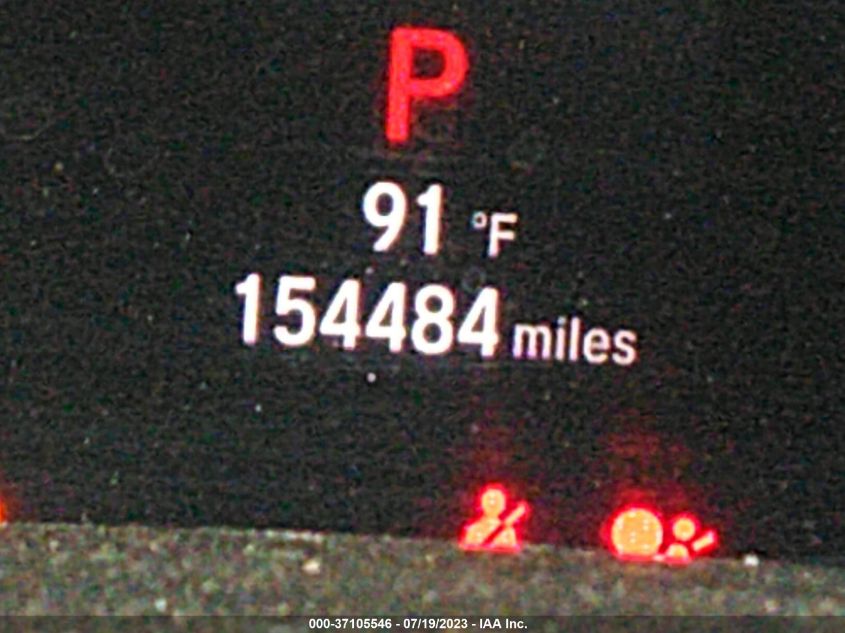 P
91 °F
154484 miles
000-37105546 - 07/19/2023 - IAA Inc.